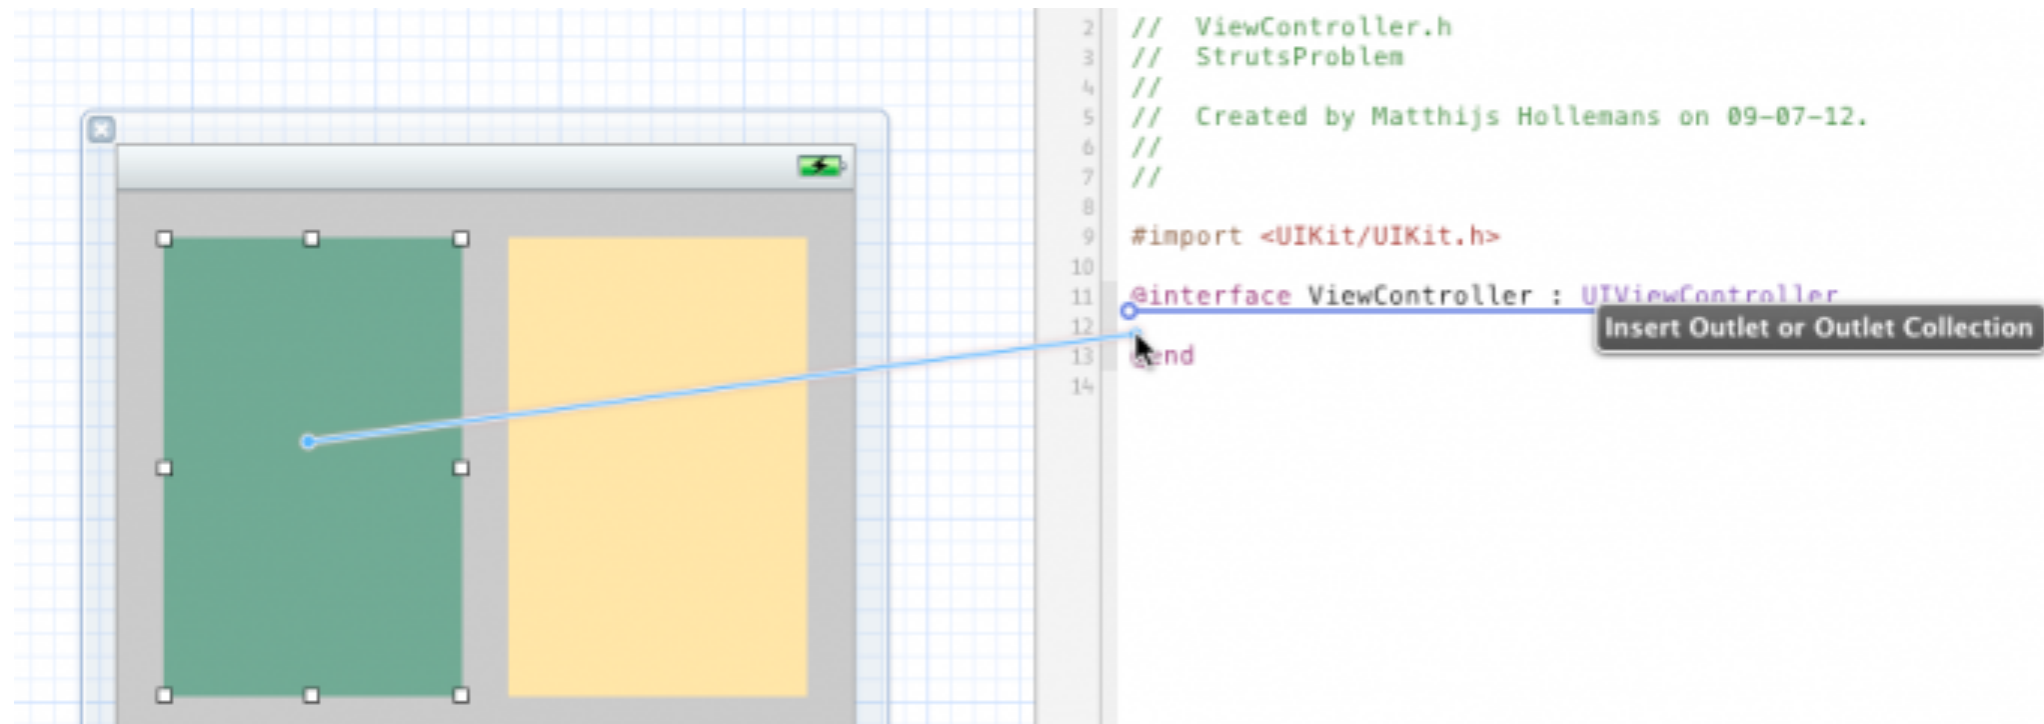 2 //  ViewController.h
3 //  StrutsProblem
4 //
5 //  Created by Matthijs Hollemans on 09-07-12.
6 //
7 //
8
9 #import <UIKit/UIKit.h>
10
11 @interface ViewController : UIViewController
12
Insert Outlet or Outlet Collection
13 @end
14